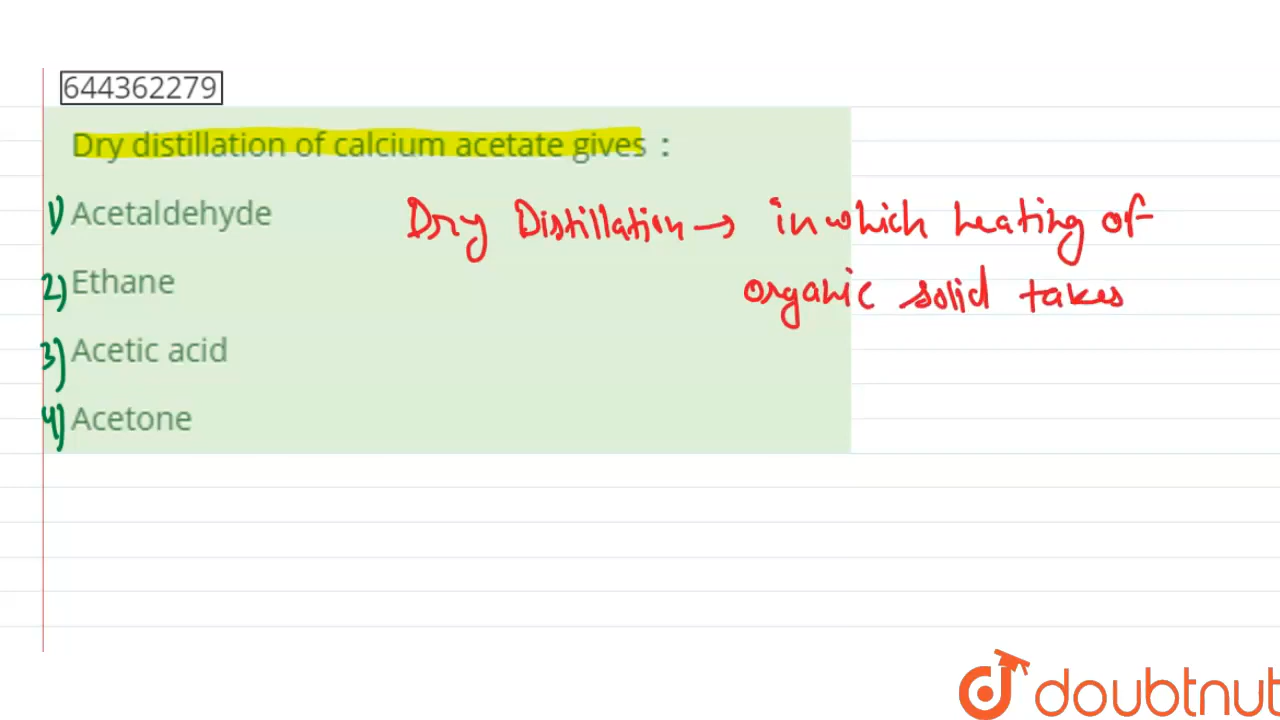 644362279
Dry distillation of calcium acetate gives :
1) Acetaldehyde
Dry Distillation → in which heating of
organic solid takes
2) Ethane
3) Acetic acid
4) Acetone
doubtnut